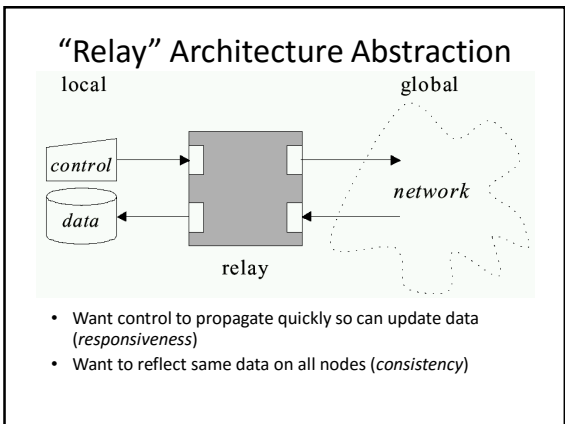 “Relay” Architecture Abstraction
local
global
control
data
network
relay
• Want control to propagate quickly so can update data
(responsiveness)
• Want to reflect same data on all nodes (consistency)